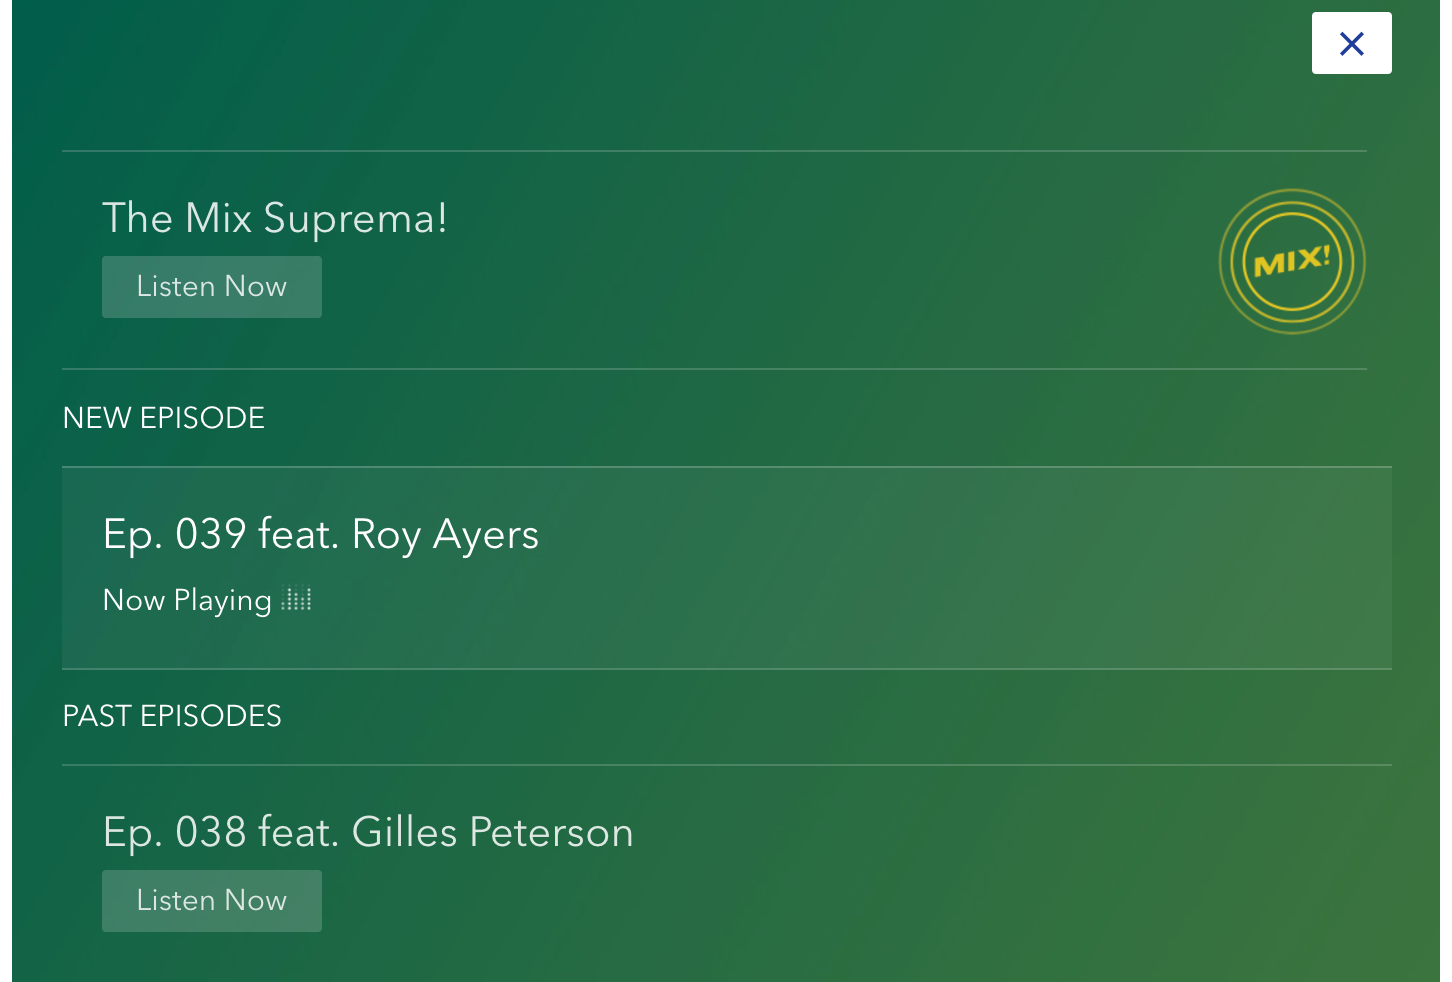 The Mix Suprema!
Listen Now
MIX!
NEW EPISODE
Ep. 039 feat. Roy Ayers
Now Playing
PAST EPISODES
Ep. 038 feat. Gilles Peterson
Listen Now